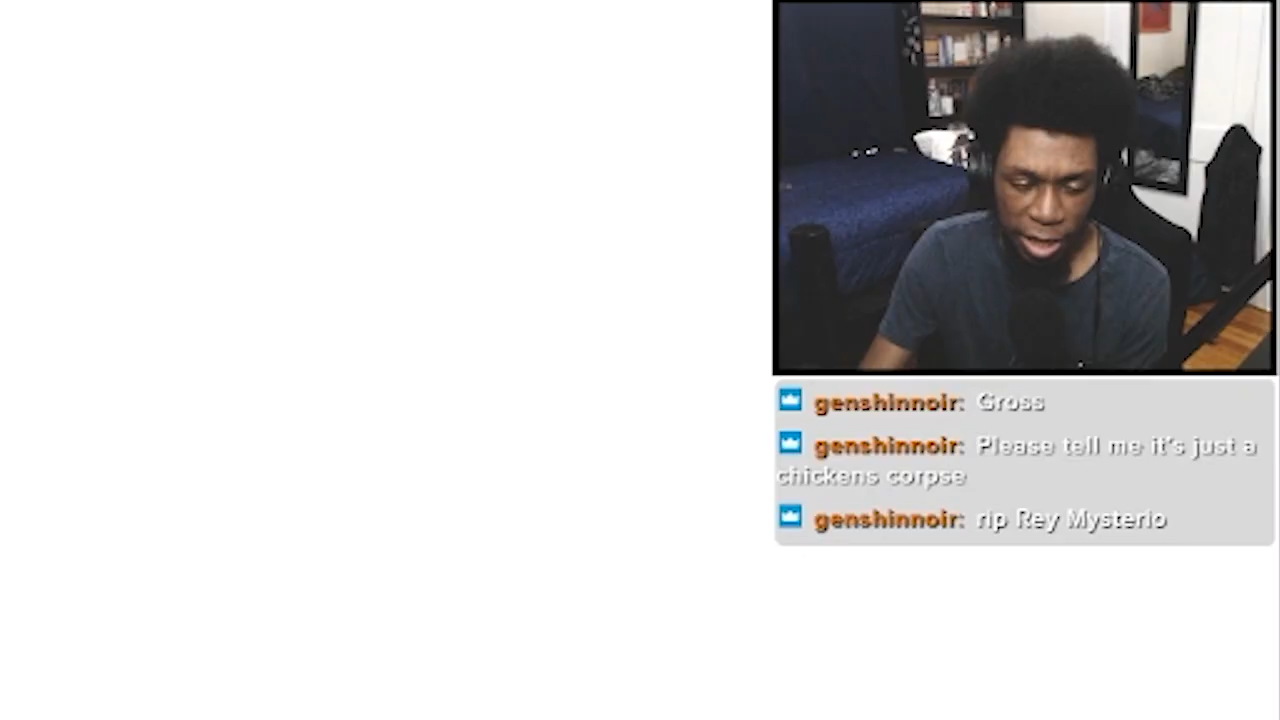 genshinnoir: Gross
genshinnoir: Please tell me it's just a
chickens corpse
genshinnoir: rip Rey Mysterio